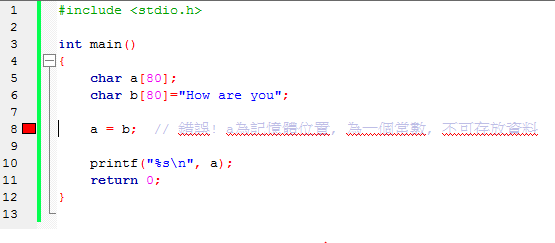 1 #include <stdio.h>
2
3 int main()
4 {
5 char a[80];
6 char b[80]="How are you";
7
8 a = b; // 錯誤! a為記憶體位置, 為一個常數, 不可存放資料
9
10 printf("%s\n", a);
11 return 0;
12 }
13